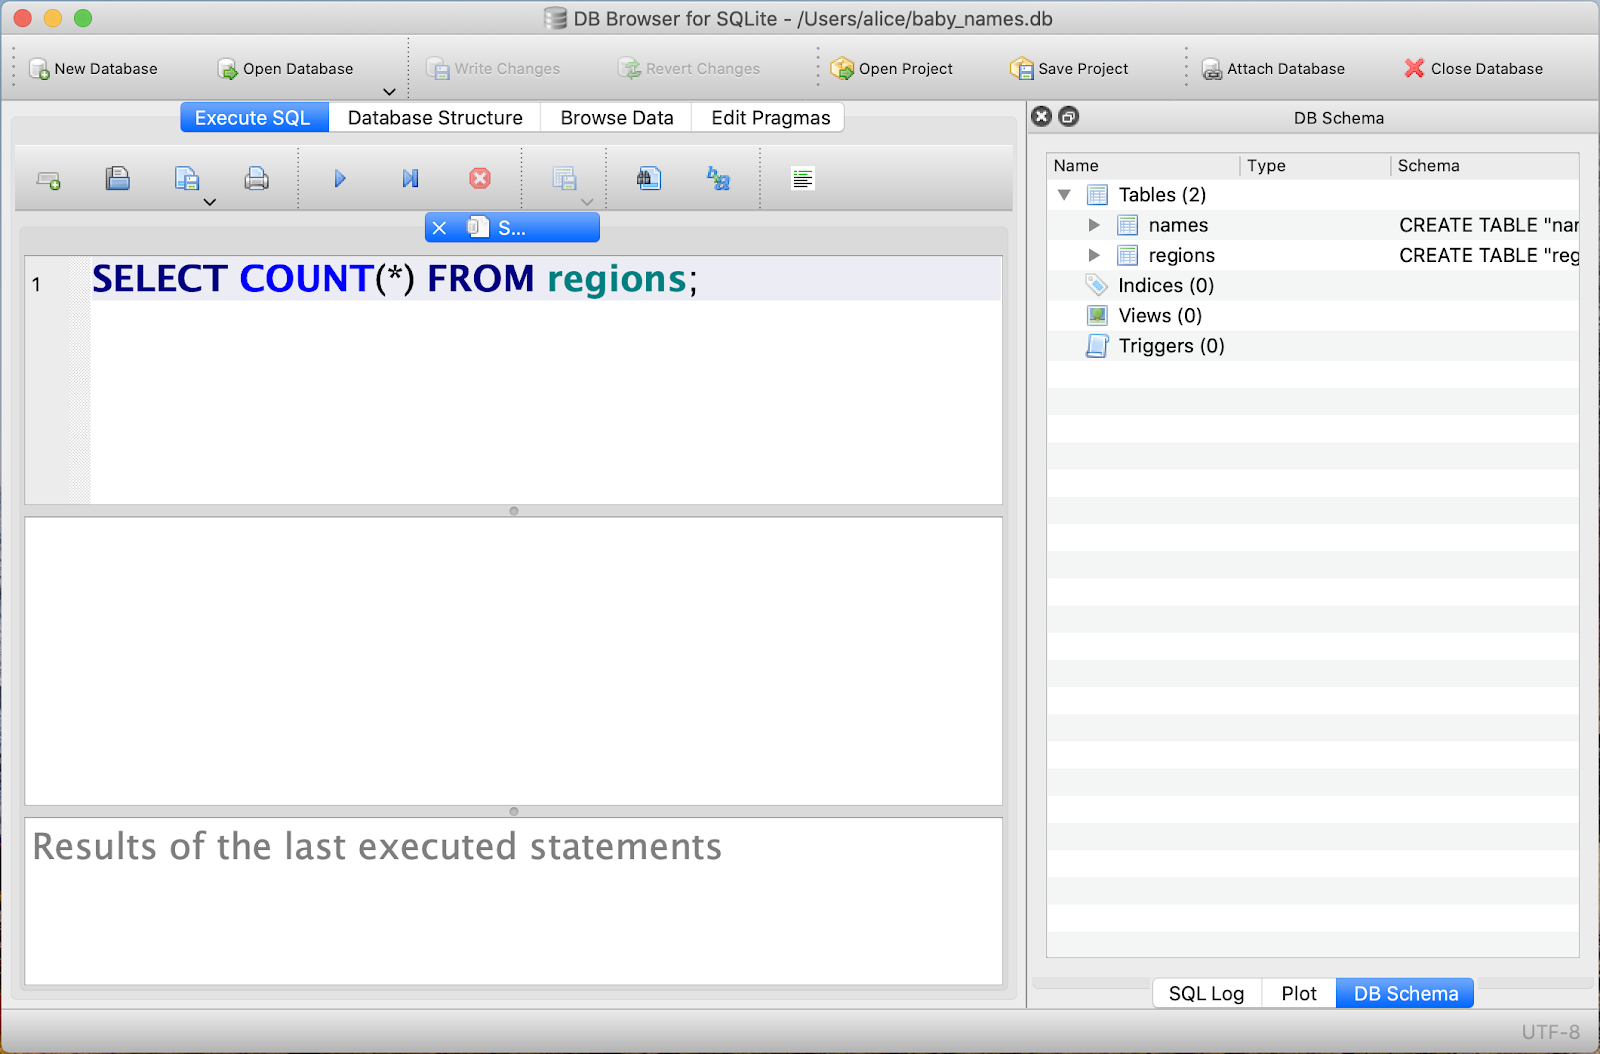 DB Browser for SQLite - /Users/alice/baby_names.db
New Database Open Database Write Changes Revert Changes Open Project Save Project Attach Database Close Database
Execute SQL Database Structure Browse Data Edit Pragmas
DB Schema
S...
1 SELECT COUNT(*) FROM regions;
Results of the last executed statements
Name Type Schema
Tables (2)
names CREATE TABLE "nar
regions CREATE TABLE "reg
Indices (0)
Views (0)
Triggers (0)
SQL Log Plot DB Schema
UTF-8